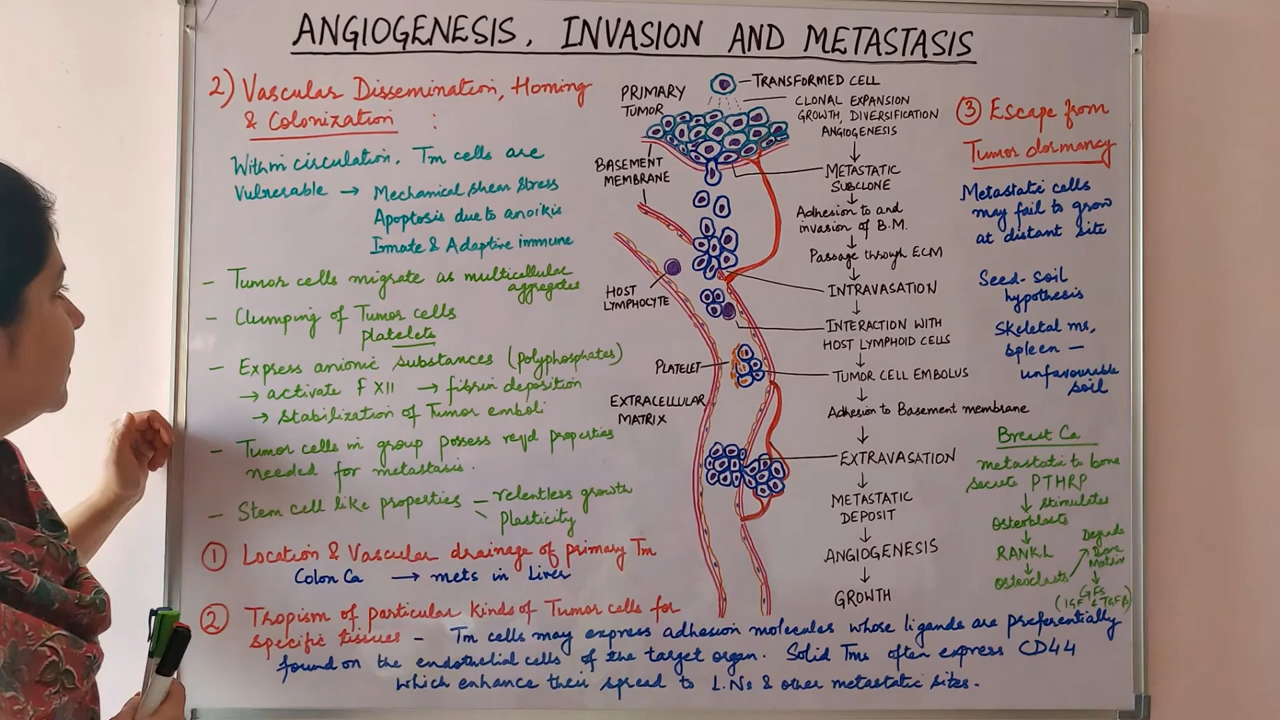 ANGIOGENESIS, INVASION AND METASTASIS
2) Vascular Dissemination, Homing
& Colonization :
Within circulation, Tm cells are
Vulnerable → Mechanical shear stress
Apoptosis due to anoikis
Innate & Adaptive immune
- Tumor cells migrate as multicellular
aggregates
- Clumping of Tumor cells
platelets
- Express anionic substances (polyphosphates)
→ activate F XII → fibrin deposition
→ Stabilization of Tumor emboli
- Tumor cells in group possess reqd properties
needed for metastasis.
- Stem cell like properties - relentless growth
plasticity
① Location & Vascular drainage of primary Tm
Colon Ca → mets in Liver
② Tropism of particular kinds of Tumor cells for
specific tissues - Tm cells may express adhesion molecules whose ligands are preferentially
found on the endothelial cells of the target organ. Solid Tms often express CD44
which enhance their spread to L.Ns & other metastatic sites.
PRIMARY
TUMOR
BASEMENT
MEMBRANE
HOST
LYMPHOCYTE
PLATELET
EXTRACELLULAR
MATRIX
TRANSFORMED CELL
CLONAL EXPANSION
GROWTH, DIVERSIFICATION
ANGIOGENESIS
↓
METASTATIC
SUBCLONE
↓
Adhesion to and
invasion of B.M.
↓
Passage through ECM
↓
INTRAVASATION
↓
INTERACTION WITH
HOST LYMPHOID CELLS
↓
TUMOR CELL EMBOLUS
↓
Adhesion to Basement membrane
↓
EXTRAVASATION
↓
METASTATIC
DEPOSIT
↓
ANGIOGENESIS
↓
GROWTH
③ Escape from
Tumor dormancy
Metastatic cells
may fail to grow
at distant site
Seed-soil
hypothesis
Skeletal ms,
spleen -
unfavourable
soil
Breast Ca
metastatic to bone
secrete PTHRP
↓ stimulates
Osteoblasts
↓
RANKL
↓
Osteoclasts ↗
Degrade
Bone
Matrix
↓
GFs
(IGF & TGFβ)